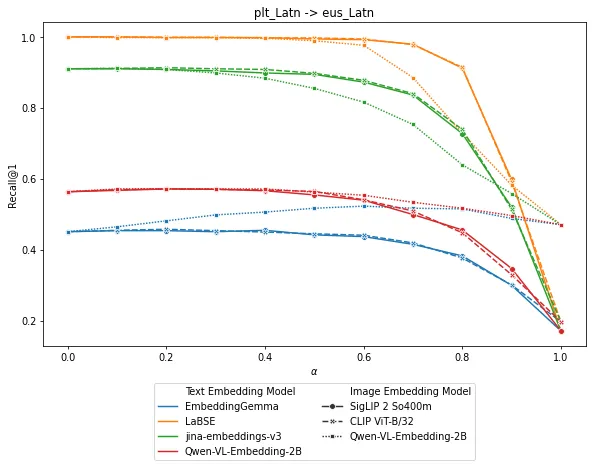 plt_Latn -> eus_Latn
Recall@1
1.0
0.8
0.6
0.4
0.2
0.0 0.2 0.4 0.6 0.8 1.0
α
Text Embedding Model
EmbeddingGemma
LaBSE
jina-embeddings-v3
Qwen-VL-Embedding-2B
Image Embedding Model
SigLIP 2 So400m
CLIP ViT-B/32
Qwen-VL-Embedding-2B